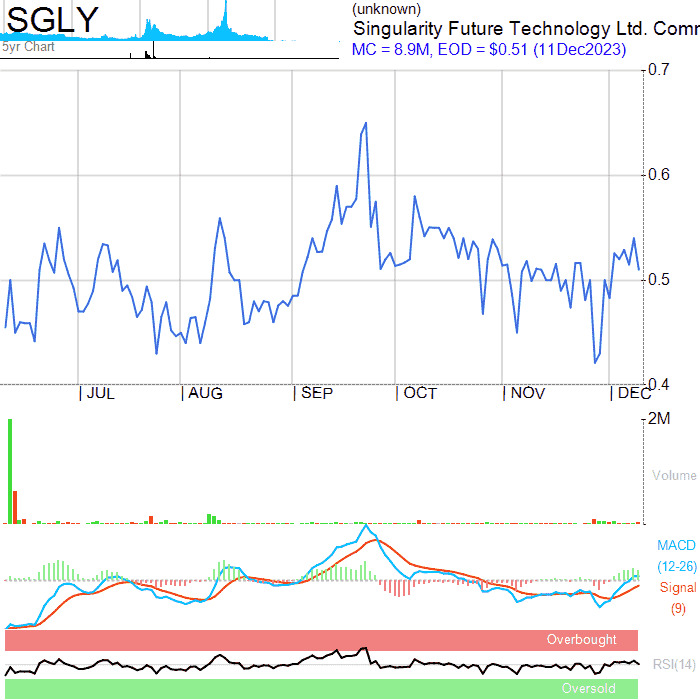 SGLY
(unknown)
Singularity Future Technology Ltd. Comr
MC = 8.9M, EOD = $0.51 (11Dec2023)
5yr Chart
0.7
0.6
0.5
0.4
JUL
AUG
SEP
OCT
NOV
DEC
2M
Volume
MACD
(12-26)
Signal
(9)
Overbought
RSI(14)
Oversold